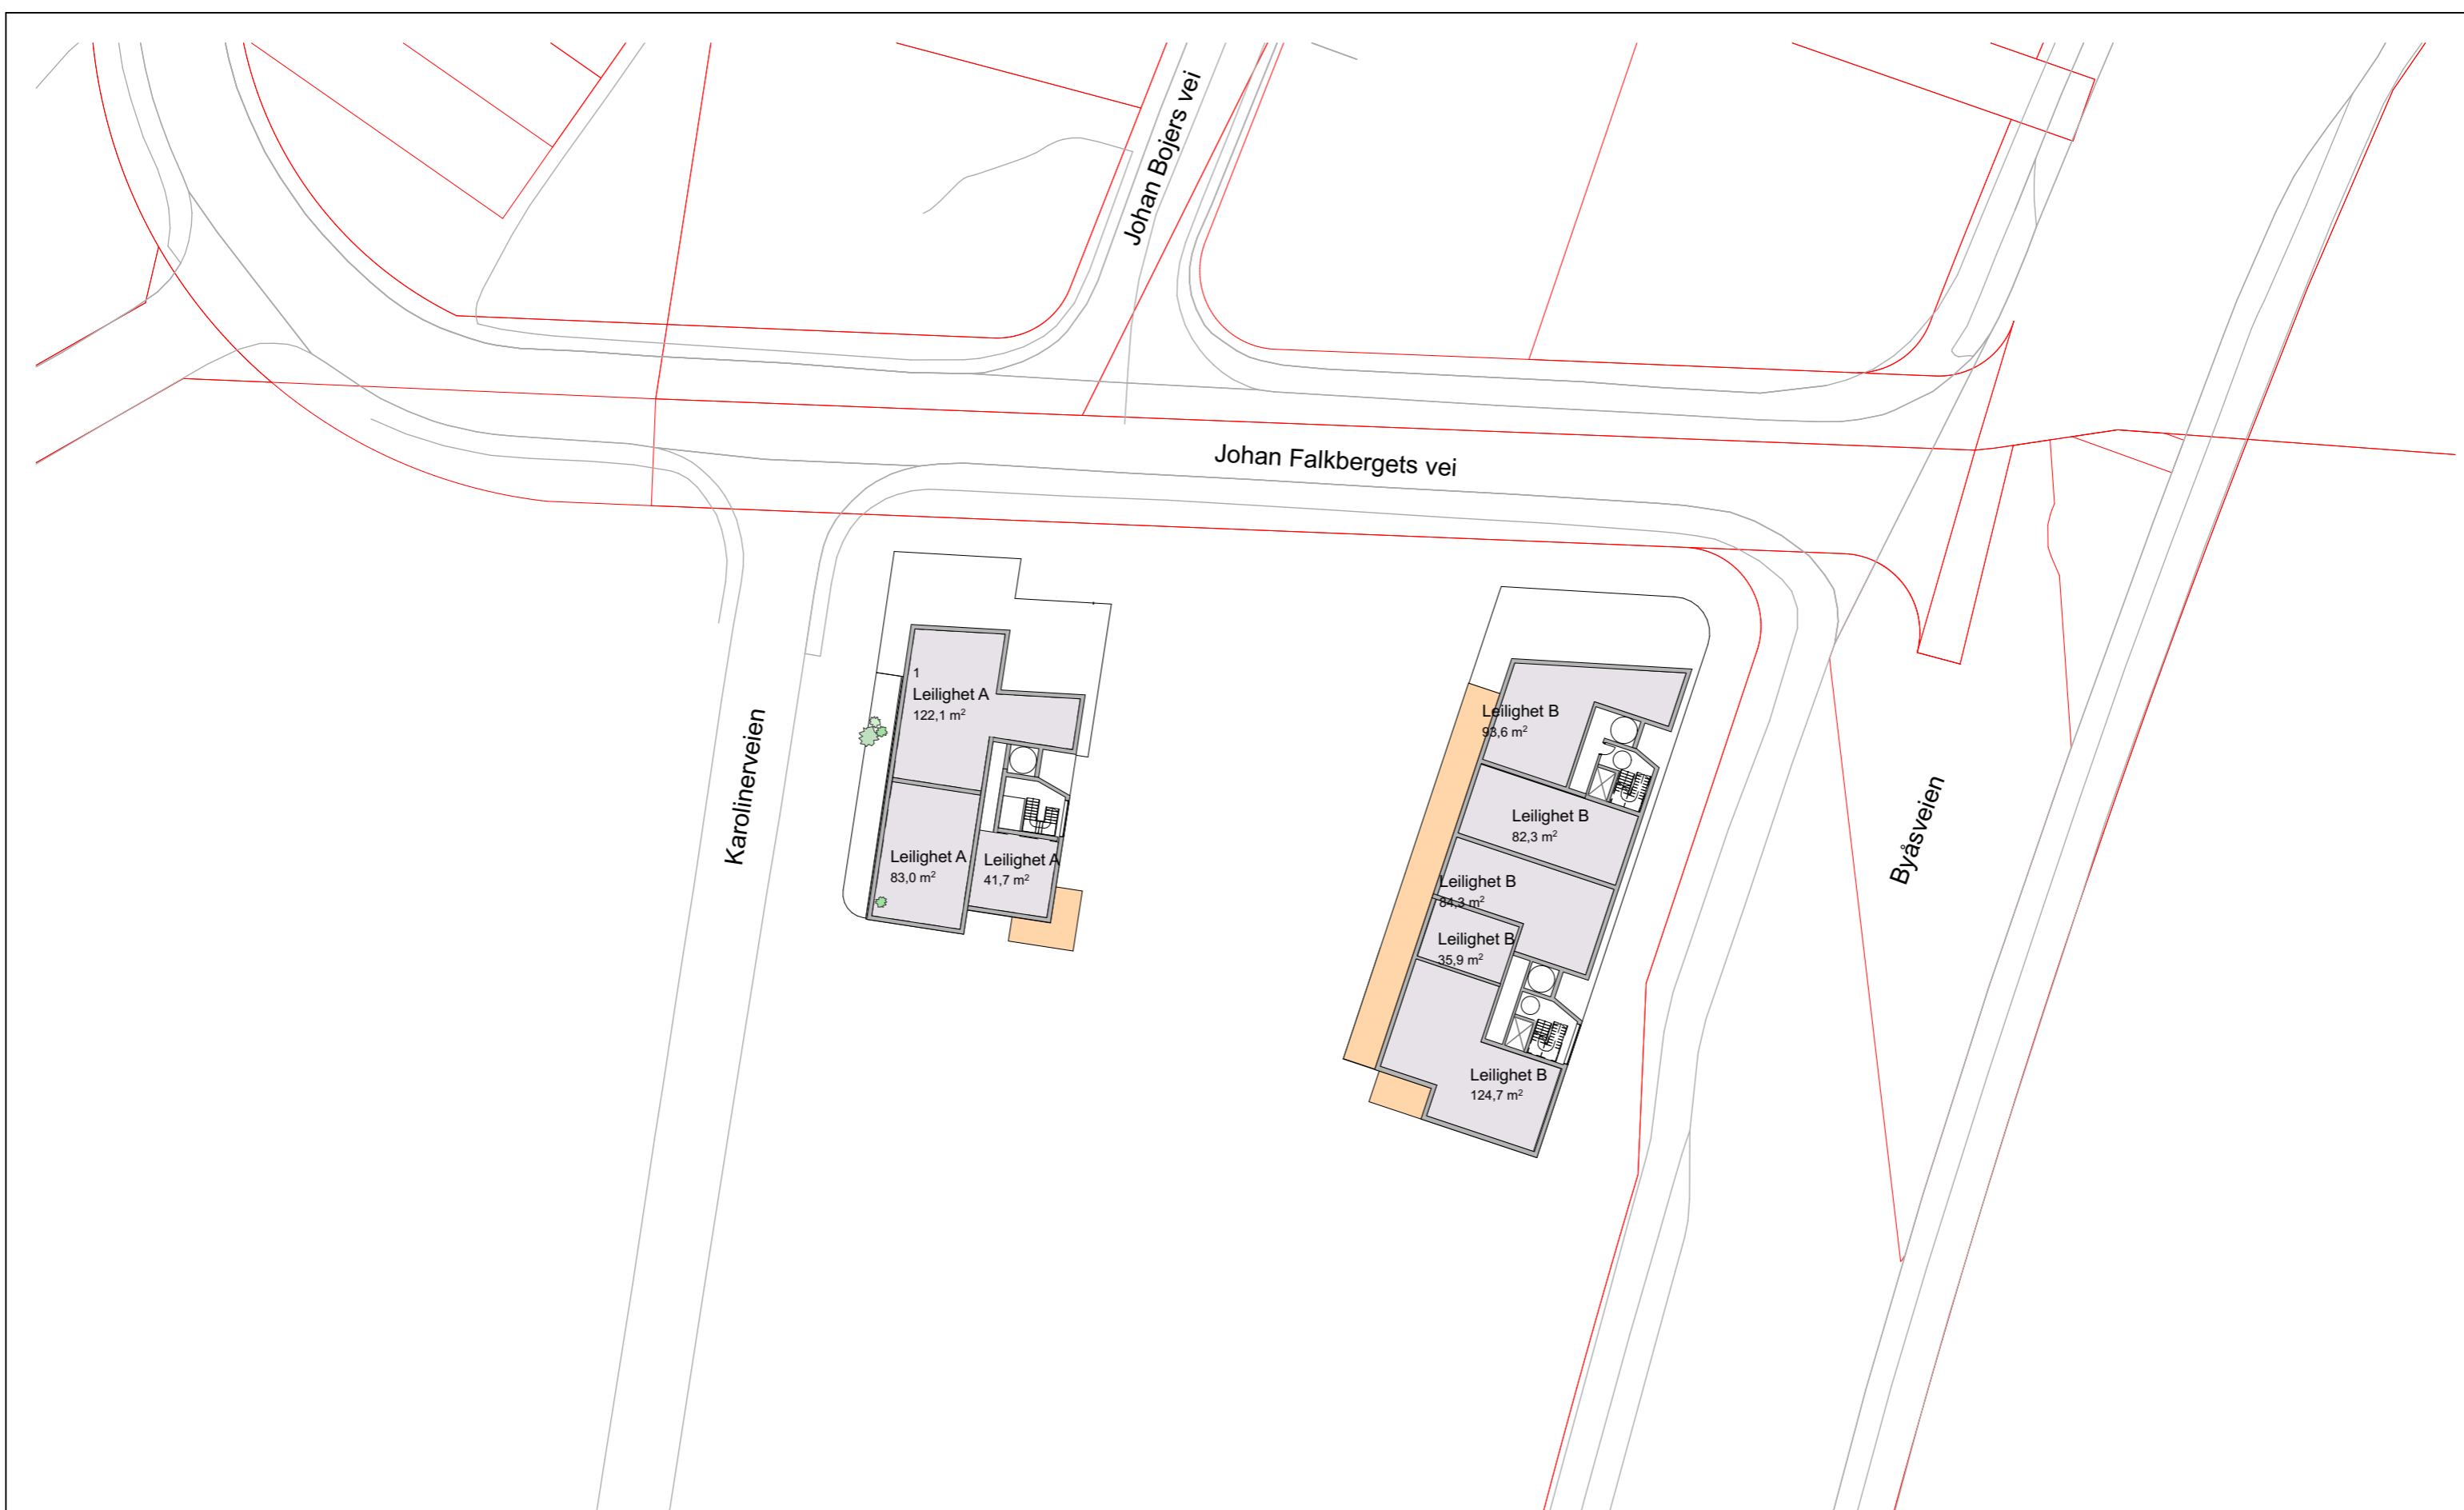 Johan Bojers vei
Johan Falkbergets vei
Karolinerveien
Byåsveien
1
Leilighet A
122,1 m²
Leilighet A
83,0 m²
Leilighet A
41,7 m²
Leilighet B
93,6 m²
Leilighet B
82,3 m²
Leilighet B
84,3 m²
Leilighet B
35,9 m²
Leilighet B
124,7 m²